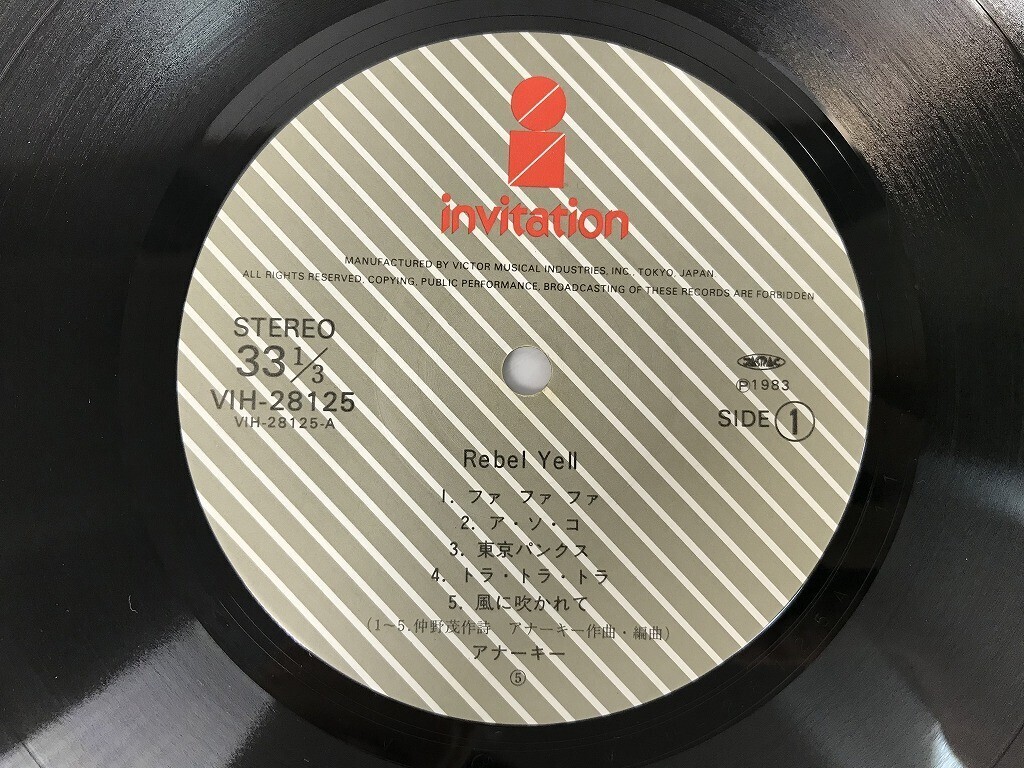 invitation
MANUFACTURED BY VICTOR MUSICAL INDUSTRIES, INC., TOKYO, JAPAN.
ALL RIGHTS RESERVED, COPYING, PUBLIC PERFORMANCE, BROADCASTING OF THESE RECORDS ARE FORBIDDEN
STEREO
33 1/3
VIH-28125
VIH-28125-A
JASRAC
Ⓟ1983
SIDE 1
Rebel Yell
1. ファ ファ ファ
2. ア・ソ・コ
3. 東京パンクス
4. トラ・トラ・トラ
5. 風に吹かれて
(1~5.仲野茂作詩 アナーキー作曲・編曲)
アナーキー
⑤